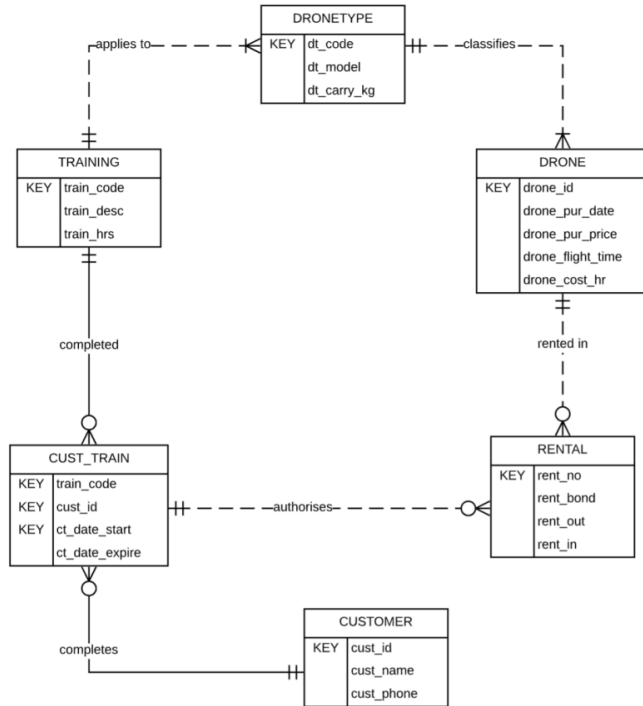 DRONETYPE
KEY dt_code
dt_model
dt_carry_kg
applies to
classifies
TRAINING
KEY train_code
train_desc
train_hrs
DRONE
KEY drone_id
drone_pur_date
drone_pur_price
drone_flight_time
drone_cost_hr
completed
rented in
CUST_TRAIN
KEY train_code
KEY cust_id
KEY ct_date_start
ct_date_expire
authorises
RENTAL
KEY rent_no
rent_bond
rent_out
rent_in
completes
CUSTOMER
KEY cust_id
cust_name
cust_phone